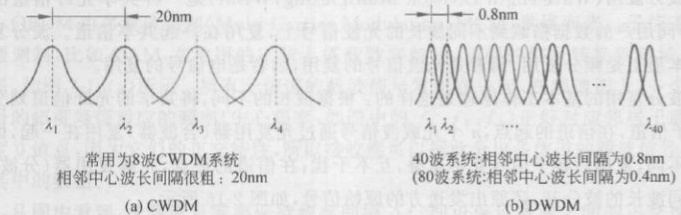 20nm
0.8nm
λ1 λ2 λ3 λ4
λ1 λ2 …… λ40
常用为8波CWDM系统
相邻中心波长间隔很粗：20nm
40波系统:相邻中心波长间隔为0.8nm
(80波系统:相邻中心波长间隔为0.4nm)
(a) CWDM
(b) DWDM